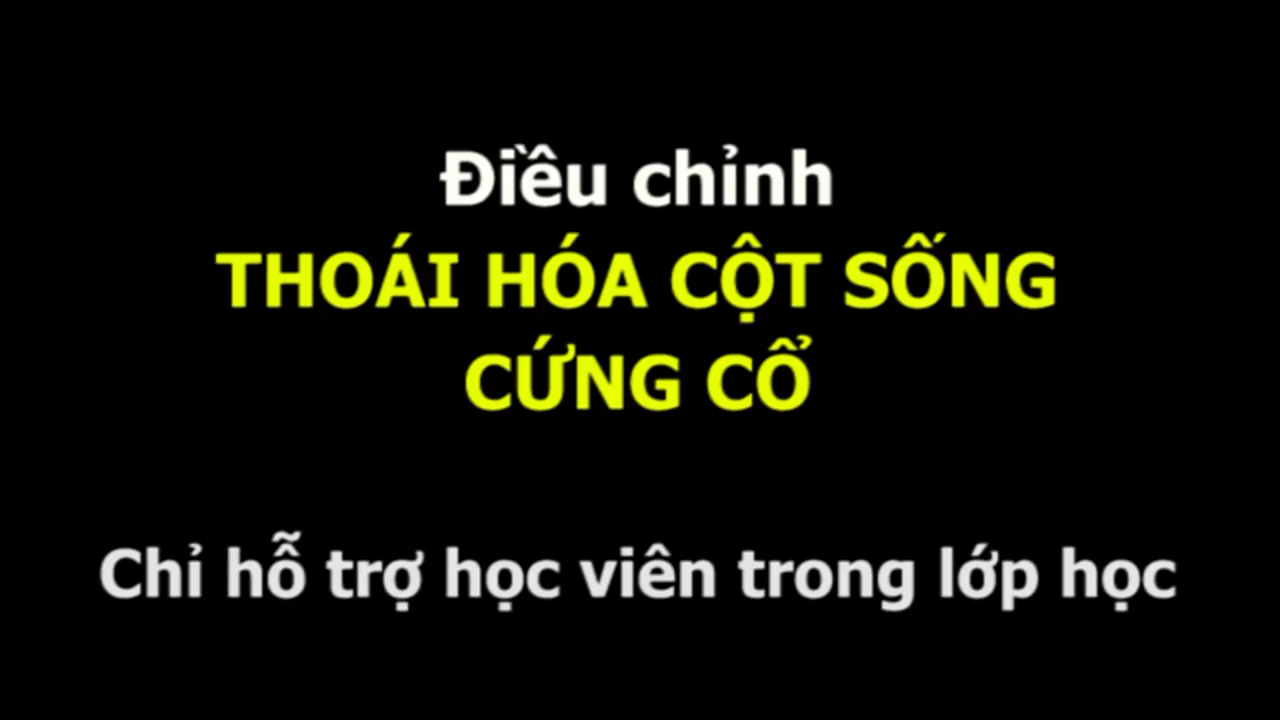 Điều chỉnh
THOÁI HÓA CỘT SỐNG
CỨNG CỔ
Chỉ hỗ trợ học viên trong lớp học